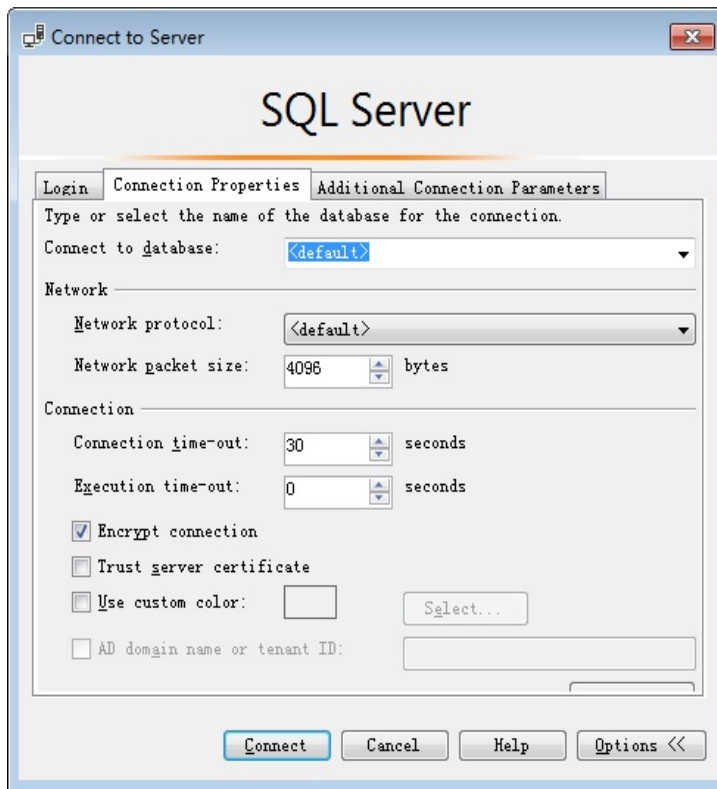 Connect to Server
SQL Server
Login Connection Properties Additional Connection Parameters
Type or select the name of the database for the connection.
Connect to database: <default>
Network
Network protocol: <default>
Network packet size: 4096 bytes
Connection
Connection time-out: 30 seconds
Execution time-out: 0 seconds
Encrypt connection
Trust server certificate
Use custom color: Select...
AD domain name or tenant ID:
Connect Cancel Help Options <<